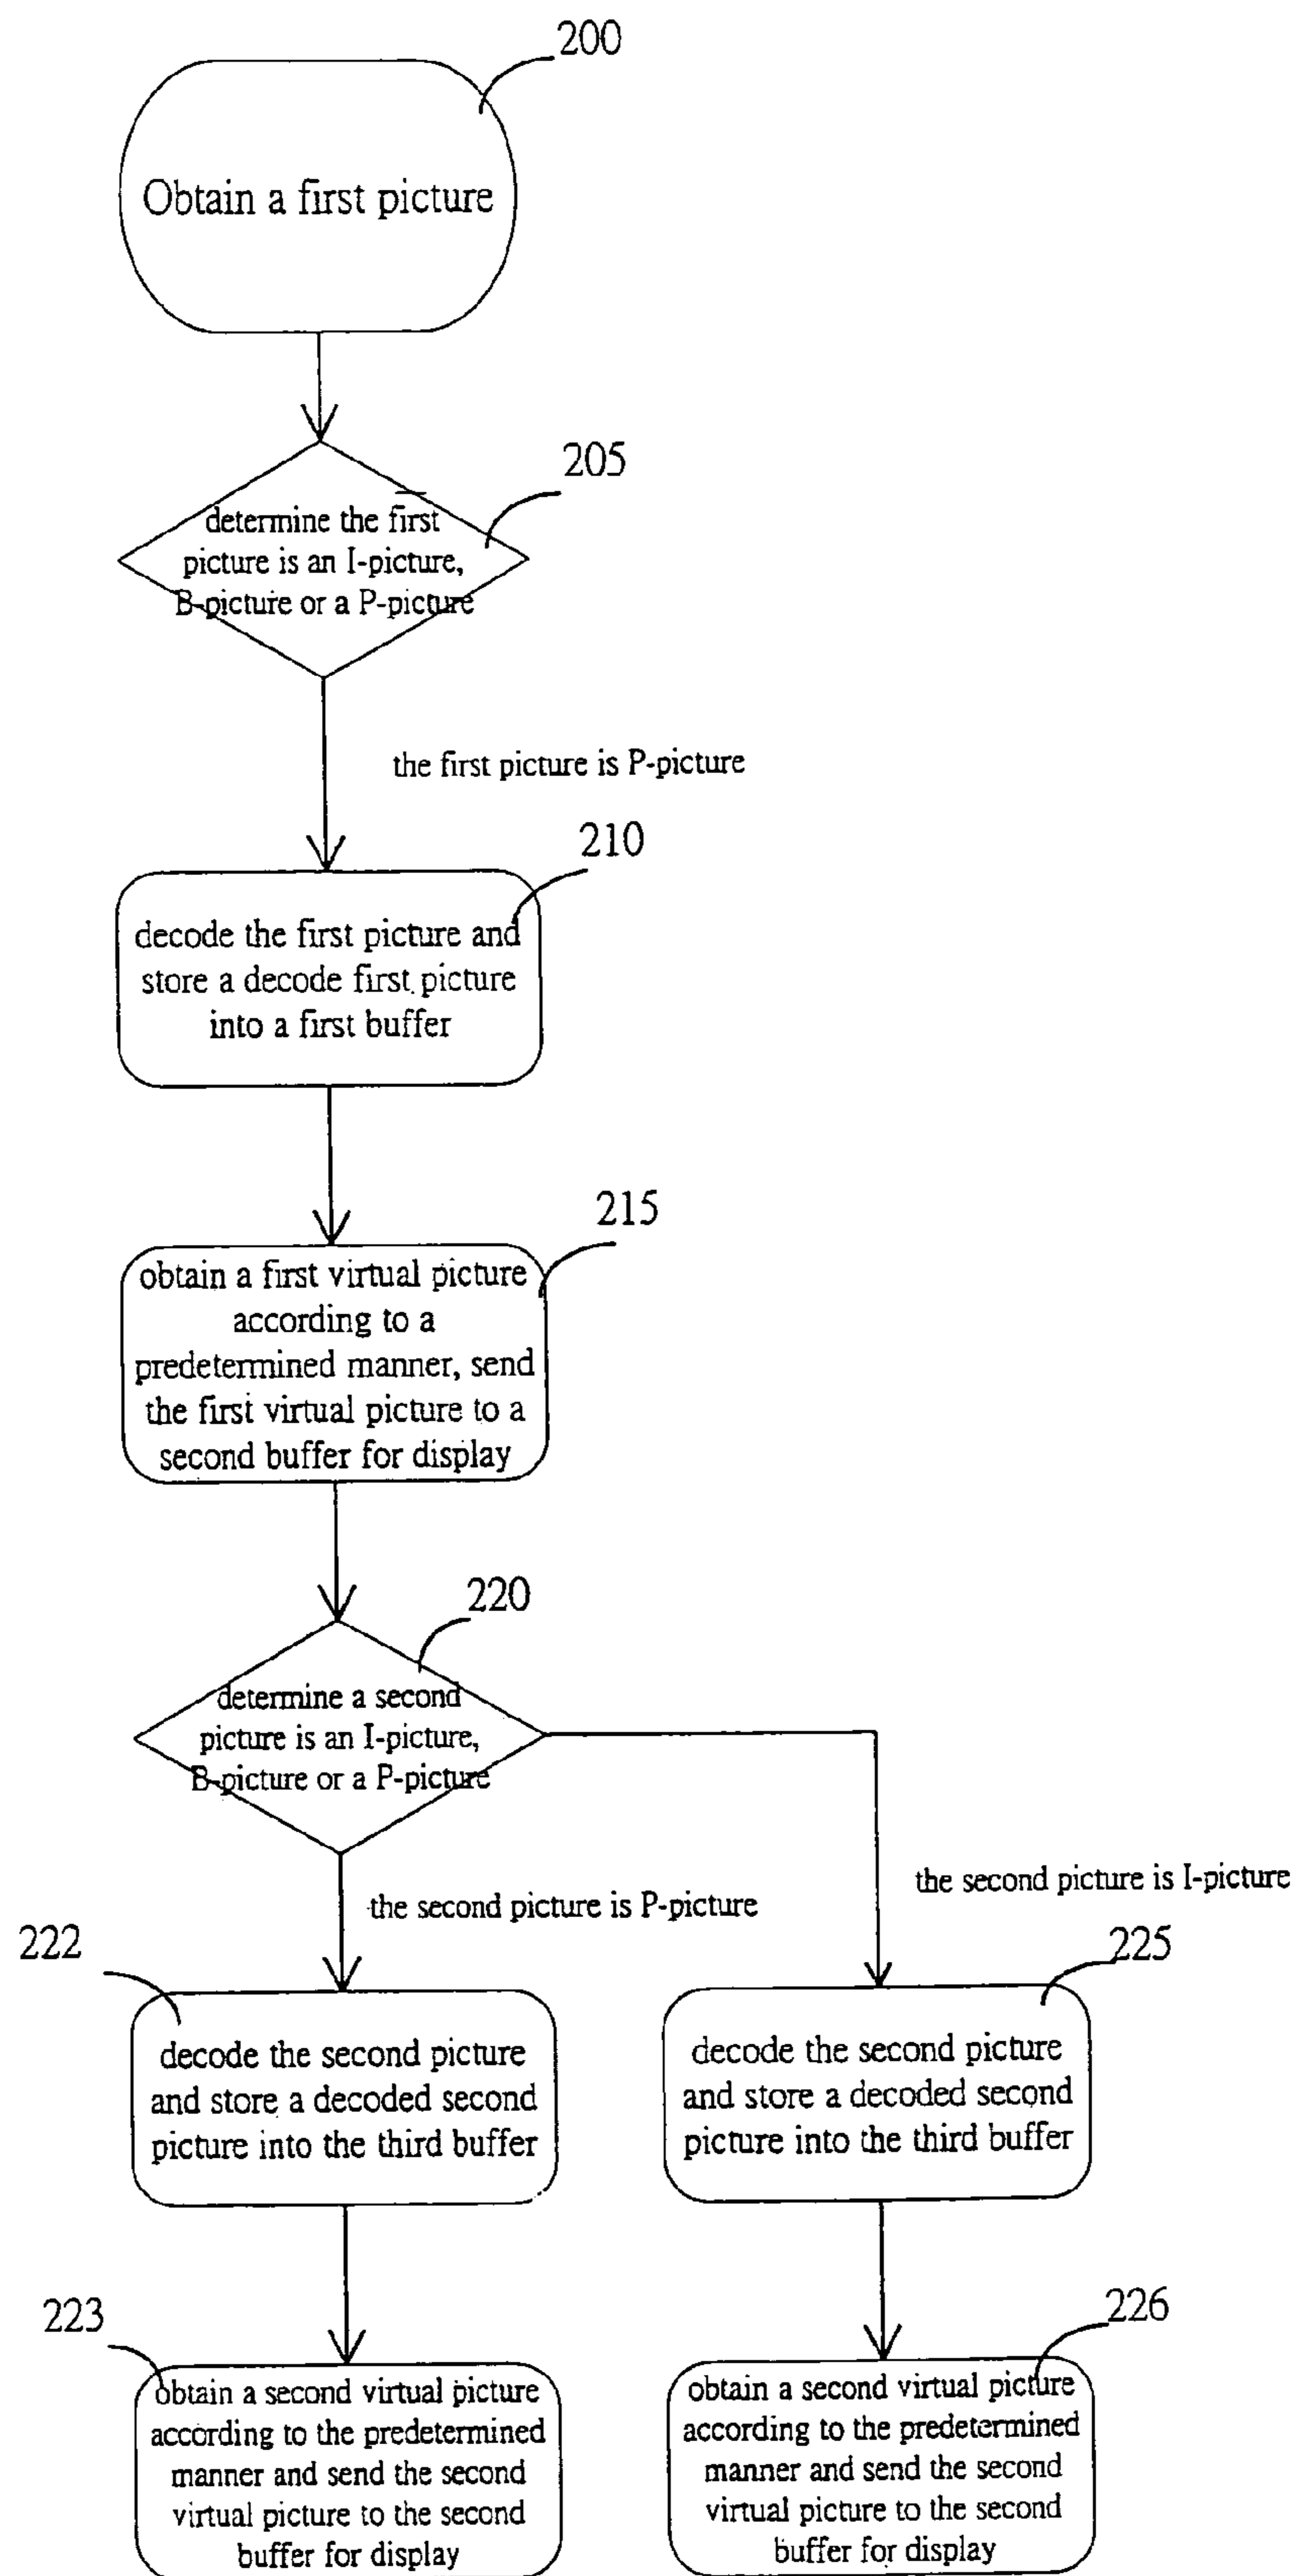 200
Obtain a first picture
205
determine the first
picture is an I-picture,
B-picture or a P-picture
the first picture is P-picture
210
decode the first picture and
store a decode first picture
into a first buffer
215
obtain a first virtual picture
according to a
predetermined manner, send
the first virtual picture to a
second buffer for display
220
determine a second
picture is an I-picture,
B-picture or a P-picture
the second picture is P-picture
the second picture is I-picture
222
decode the second picture
and store a decoded second
picture into the third buffer
225
decode the second picture
and store a decoded second
picture into the third buffer
223
obtain a second virtual picture
according to the predetermined
manner and send the second
virtual picture to the second
buffer for display
226
obtain a second virtual picture
according to the predetermined
manner and send the second
virtual picture to the second
buffer for display